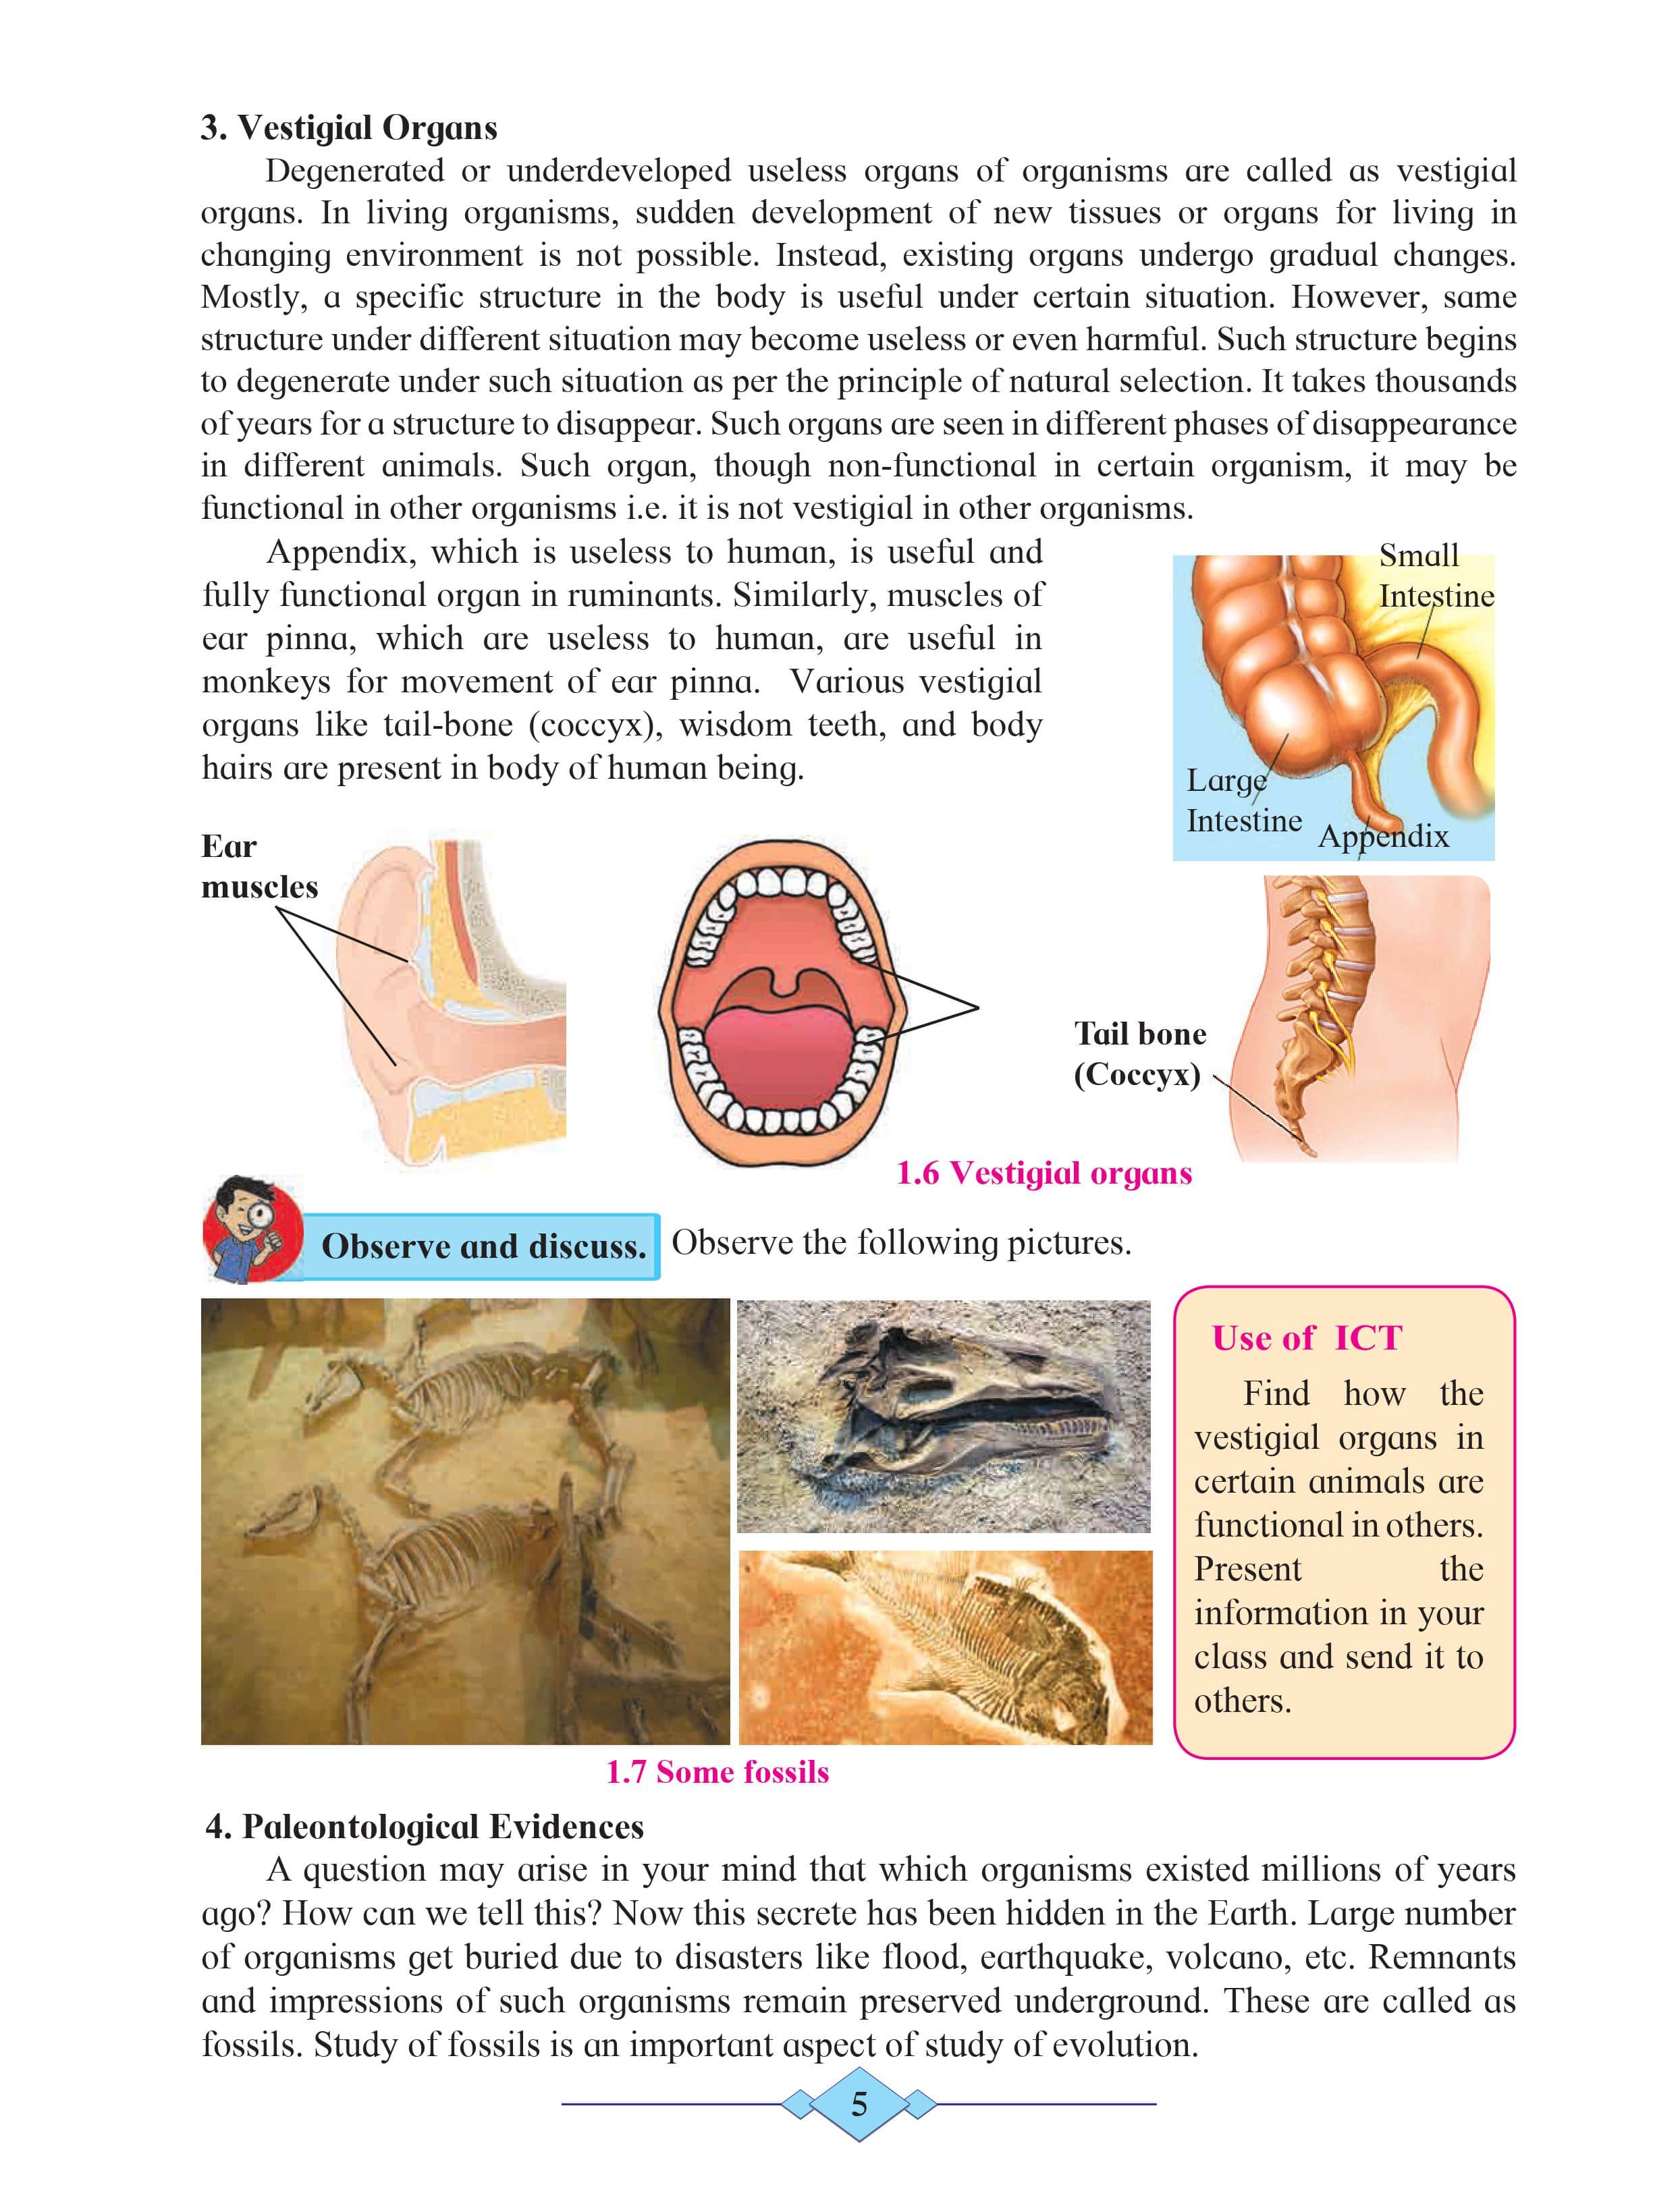 3. Vestigial Organs
Degenerated or underdeveloped useless organs of organisms are called as vestigial
organs. In living organisms, sudden development of new tissues or organs for living in
changing environment is not possible. Instead, existing organs undergo gradual changes.
Mostly, a specific structure in the body is useful under certain situation. However, same
structure under different situation may become useless or even harmful. Such structure begins
to degenerate under such situation as per the principle of natural selection. It takes thousands
of years for a structure to disappear. Such organs are seen in different phases of disappearance
in different animals. Such organ, though non-functional in certain organism, it may be
functional in other organisms i.e. it is not vestigial in other organisms.
Appendix, which is useless to human, is useful and
fully functional organ in ruminants. Similarly, muscles of
ear pinna, which are useless to human, are useful in
monkeys for movement of ear pinna. Various vestigial
organs like tail-bone (coccyx), wisdom teeth, and body
hairs are present in body of human being.
Small
Intestine
Large
Intestine
Appendix
Ear
muscles
Tail bone
(Coccyx)
1.6 Vestigial organs
Observe and discuss.
Observe the following pictures.
Use of ICT
Find how the
vestigial organs in
certain animals are
functional in others.
Present the
information in your
class and send it to
others.
1.7 Some fossils
4. Paleontological Evidences
A question may arise in your mind that which organisms existed millions of years
ago? How can we tell this? Now this secrete has been hidden in the Earth. Large number
of organisms get buried due to disasters like flood, earthquake, volcano, etc. Remnants
and impressions of such organisms remain preserved underground. These are called as
fossils. Study of fossils is an important aspect of study of evolution.
5